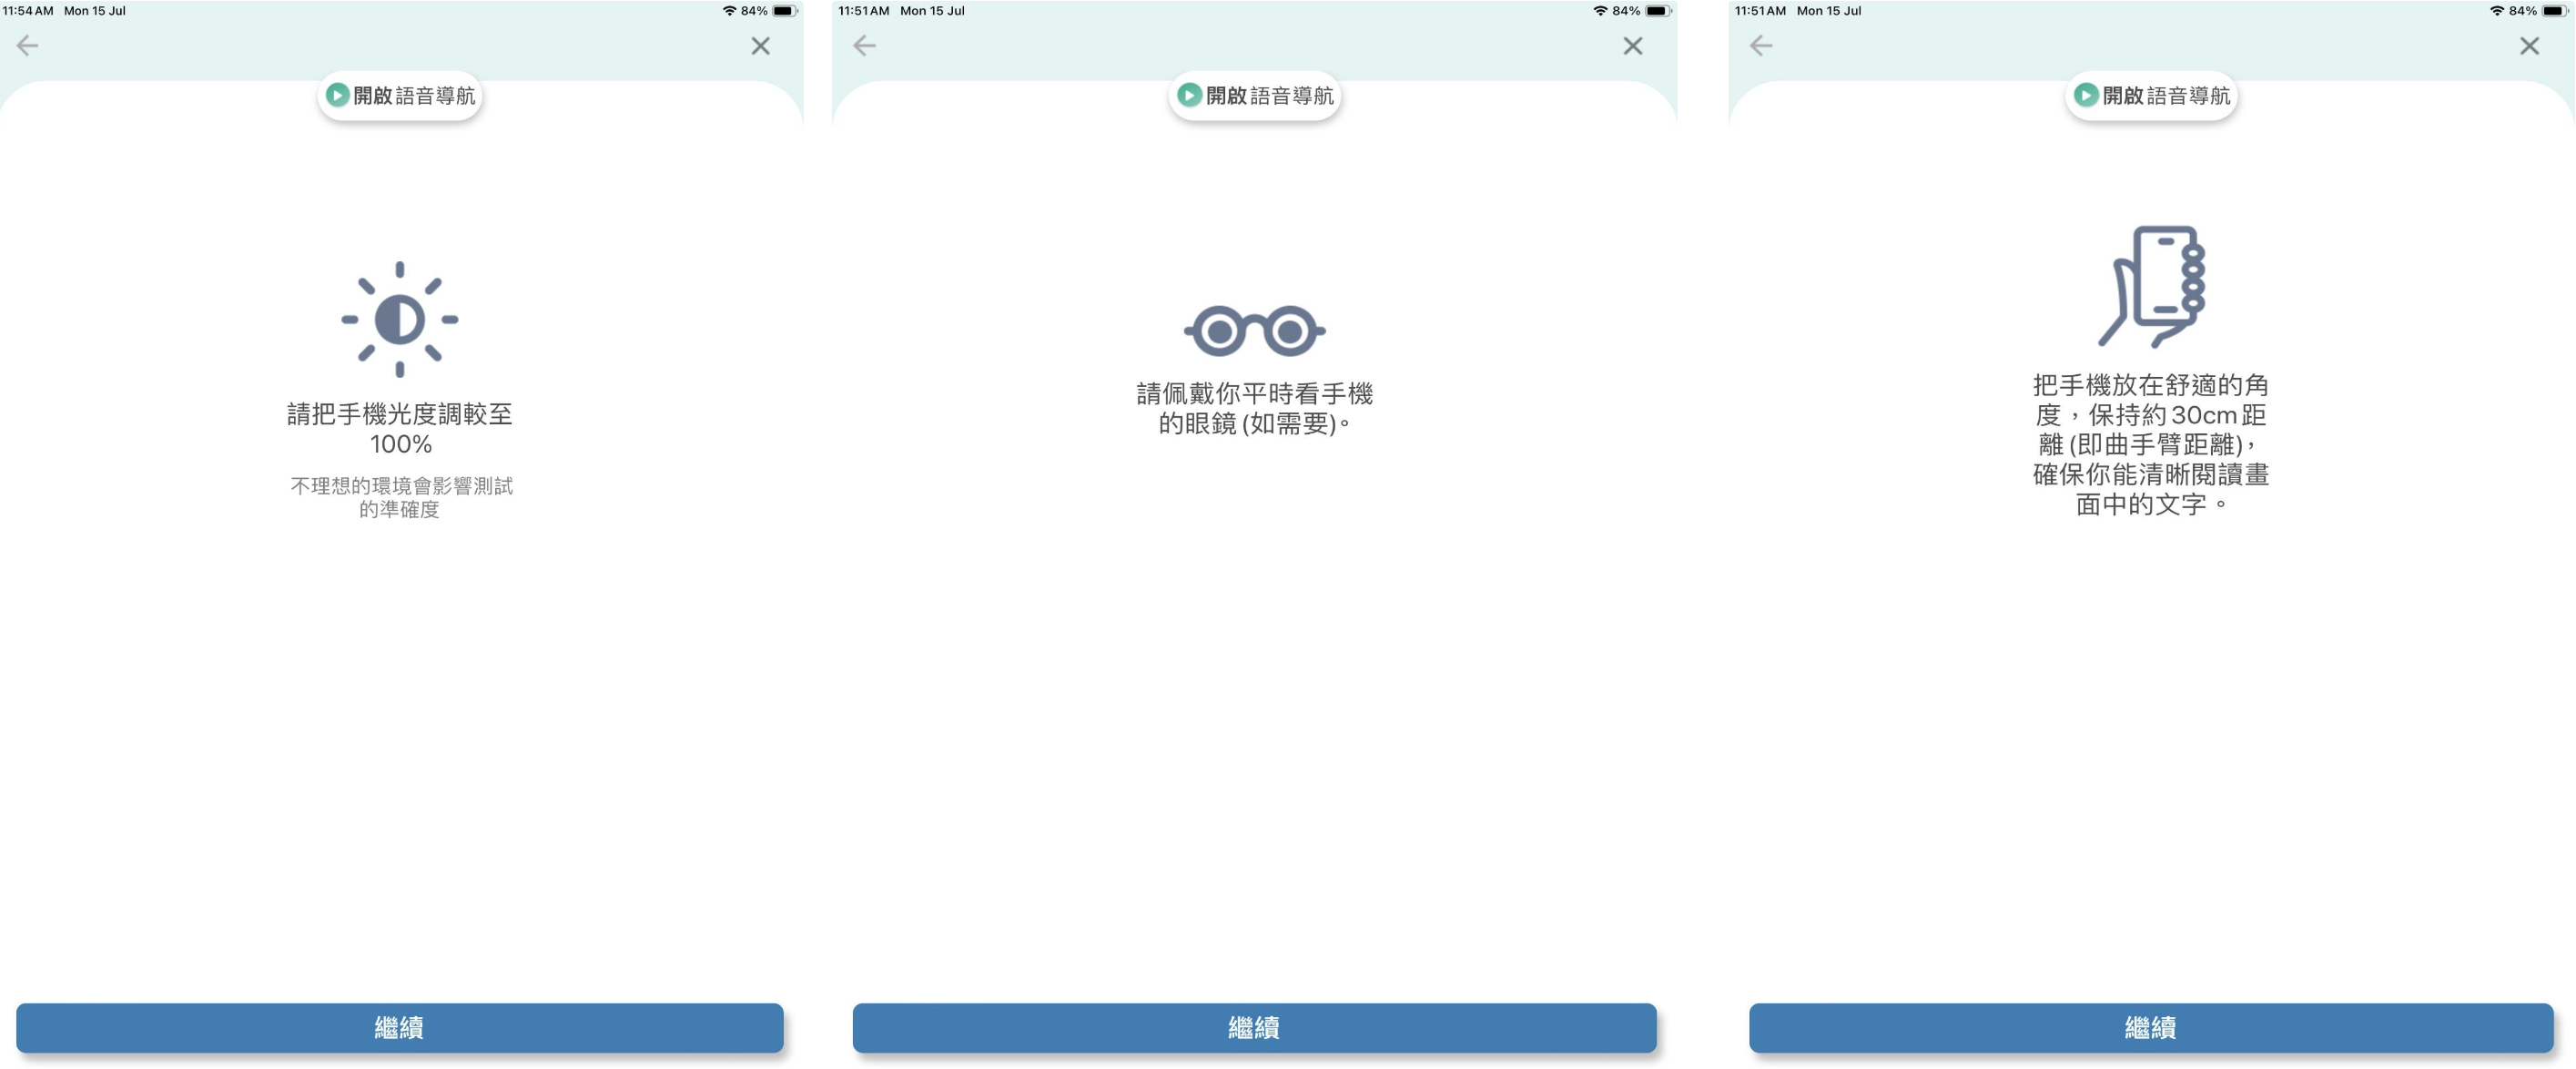 11:54 AM Mon 15 Jul
84%
開啟語音導航
請把手機光度調較至
100%
不理想的環境會影響測試
的準確度
繼續
11:51 AM Mon 15 Jul
84%
開啟語音導航
請佩戴你平時看手機
的眼鏡 (如需要)。
繼續
11:51 AM Mon 15 Jul
84%
開啟語音導航
把手機放在舒適的角
度，保持約 30cm 距
離 (即曲手臂距離)，
確保你能清晰閱讀畫
面中的文字。
繼續